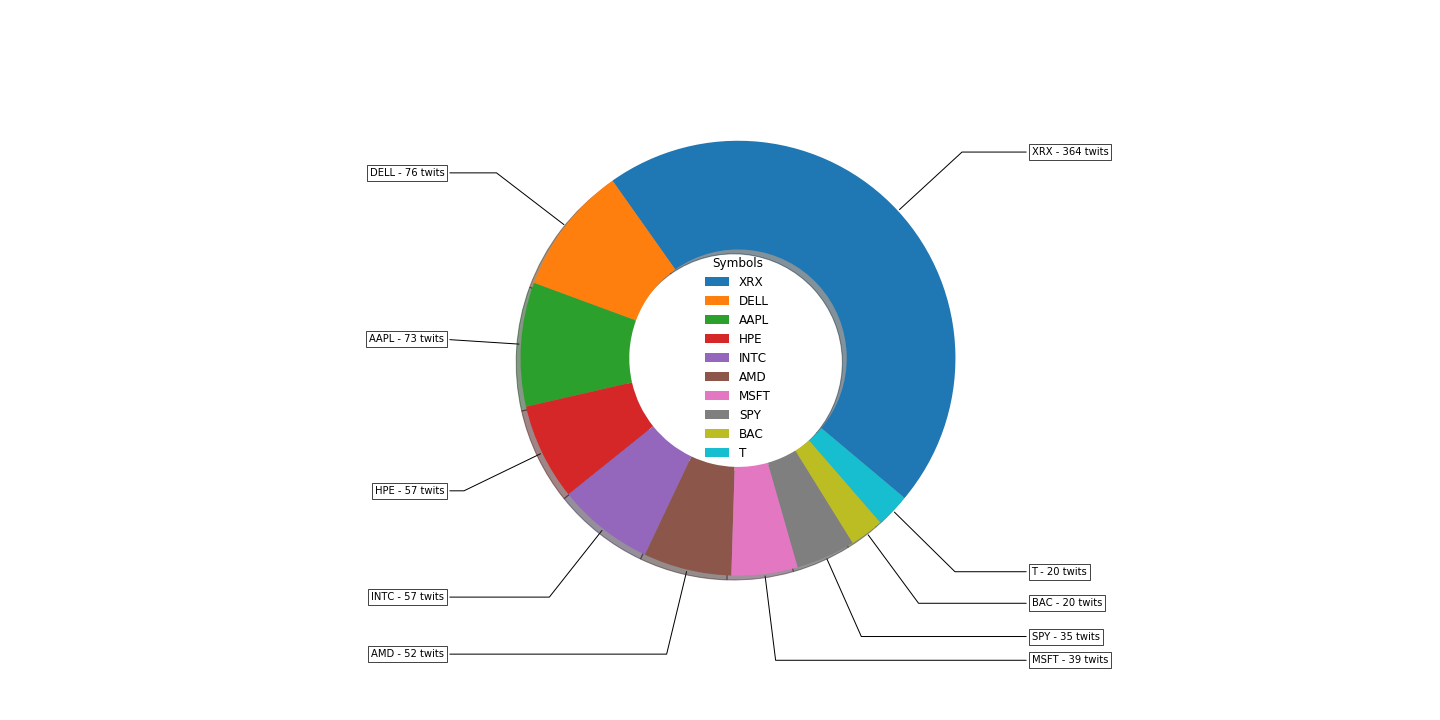 XRX - 364 twits
DELL - 76 twits
AAPL - 73 twits
HPE - 57 twits
INTC - 57 twits
AMD - 52 twits
MSFT - 39 twits
SPY - 35 twits
BAC - 20 twits
T - 20 twits
Symbols
XRX
DELL
AAPL
HPE
INTC
AMD
MSFT
SPY
BAC
T